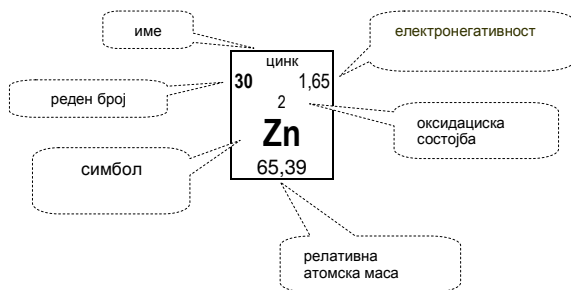 име
електронегативност
цинк
30 1,65
реден број
2
оксидациска
состојба
Zn
симбол
65,39
релативна
атомска маса